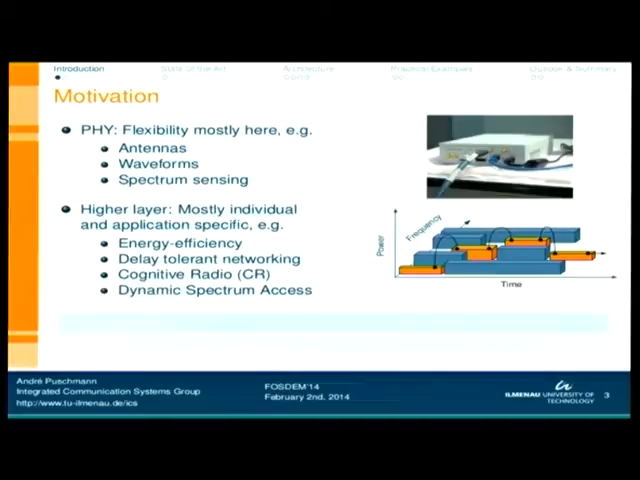 Introduction
State of the Art
Architecture
Practical Examples
Outlook & Summary
Motivation
PHY: Flexibility mostly here, e.g.
Antennas
Waveforms
Spectrum sensing
Higher layer: Mostly individual
and application specific, e.g.
Energy-efficiency
Delay tolerant networking
Cognitive Radio (CR)
Dynamic Spectrum Access
Power
Frequency
Time
André Puschmann
Integrated Communication Systems Group
http://www.tu-ilmenau.de/ics
FOSDEM'14
February 2nd, 2014
ILMENAU UNIVERSITY OF
TECHNOLOGY
3